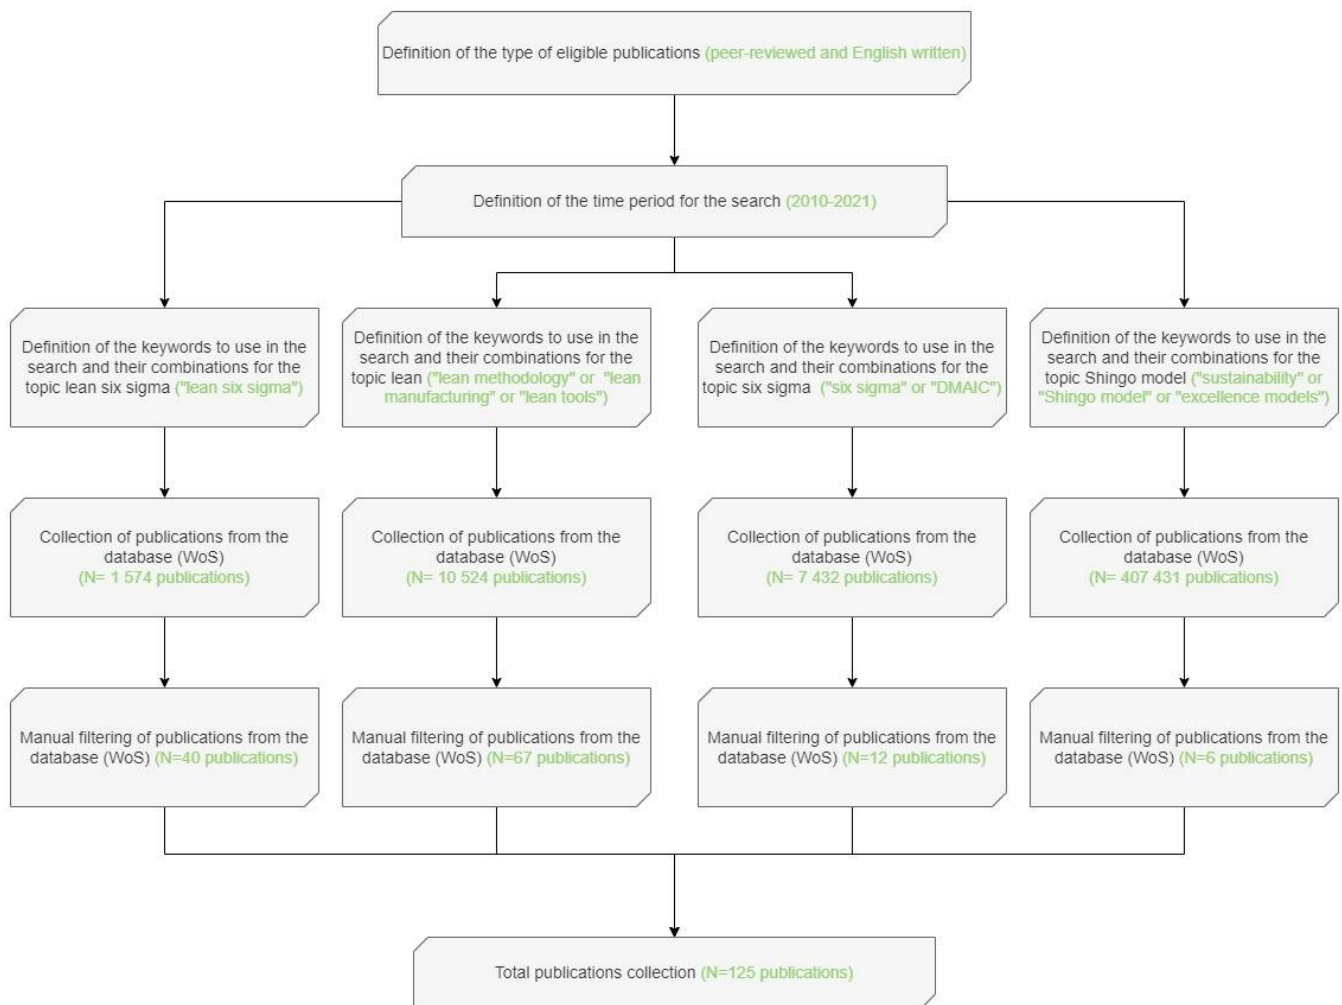 Definition of the type of eligible publications (peer-reviewed and English written)
Definition of the time period for the search (2010-2021)
Definition of the keywords to use in the
search and their combinations for the
topic lean six sigma ("lean six sigma")
Definition of the keywords to use in the
search and their combinations for the
topic lean ("lean methodology" or "lean
manufacturing" or "lean tools")
Definition of the keywords to use in the
search and their combinations for the
topic six sigma ("six sigma" or "DMAIC")
Definition of the keywords to use in the
search and their combinations for the
topic Shingo model ("sustainability" or
"Shingo model" or "excellence models")
Collection of publications from the
database (WoS)
(N= 1 574 publications)
Collection of publications from the
database (WoS)
(N= 10 524 publications)
Collection of publications from the
database (WoS)
(N= 7 432 publications)
Collection of publications from the
database (WoS)
(N= 407 431 publications)
Manual filtering of publications from the
database (WoS) (N=40 publications)
Manual filtering of publications from the
database (WoS) (N=67 publications)
Manual filtering of publications from the
database (WoS) (N=12 publications)
Manual filtering of publications from the
database (WoS) (N=6 publications)
Total publications collection (N=125 publications)